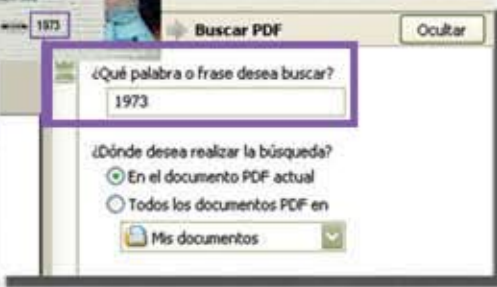 1973
Buscar PDF
Ocultar
¿Qué palabra o frase desea buscar?
1973
¿Dónde desea realizar la búsqueda?
En el documento PDF actual
Todos los documentos PDF en
Mis documentos